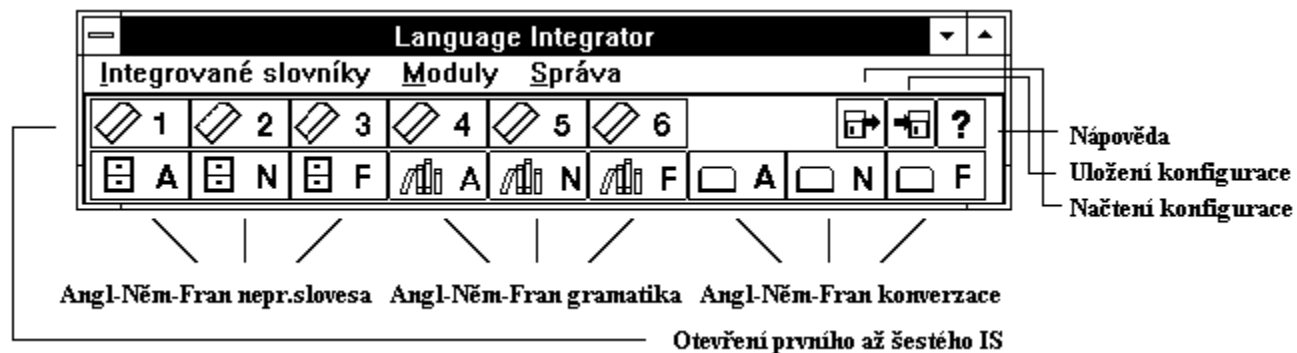 Language Integrator
Integrované slovníky Moduly Správa
1 2 3 4 5 6 ?
A N F A N F A N F
Nápověda
Uložení konfigurace
Načtení konfigurace
Angl-Něm-Fran nepr.slovesa Angl-Něm-Fran gramatika Angl-Něm-Fran konverzace
Otevření prvního až šestého IS